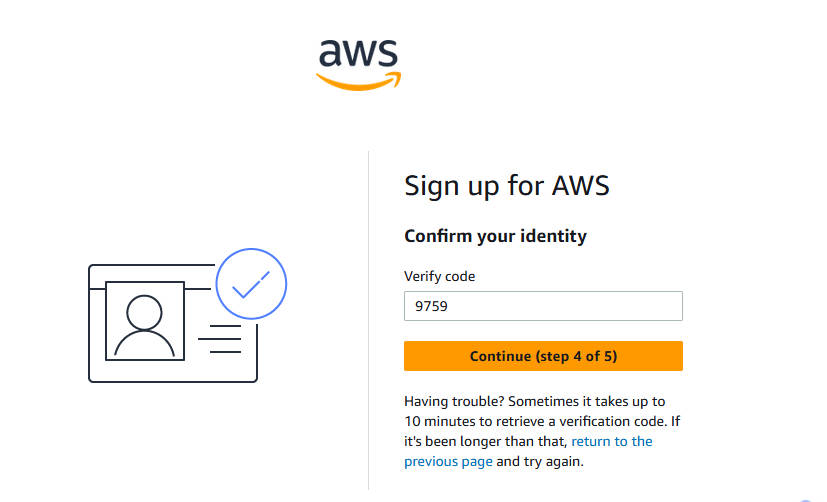 aws
Sign up for AWS
Confirm your identity
Verify code
9759
Continue (step 4 of 5)
Having trouble? Sometimes it takes up to
10 minutes to retrieve a verification code. If
it's been longer than that, return to the
previous page and try again.